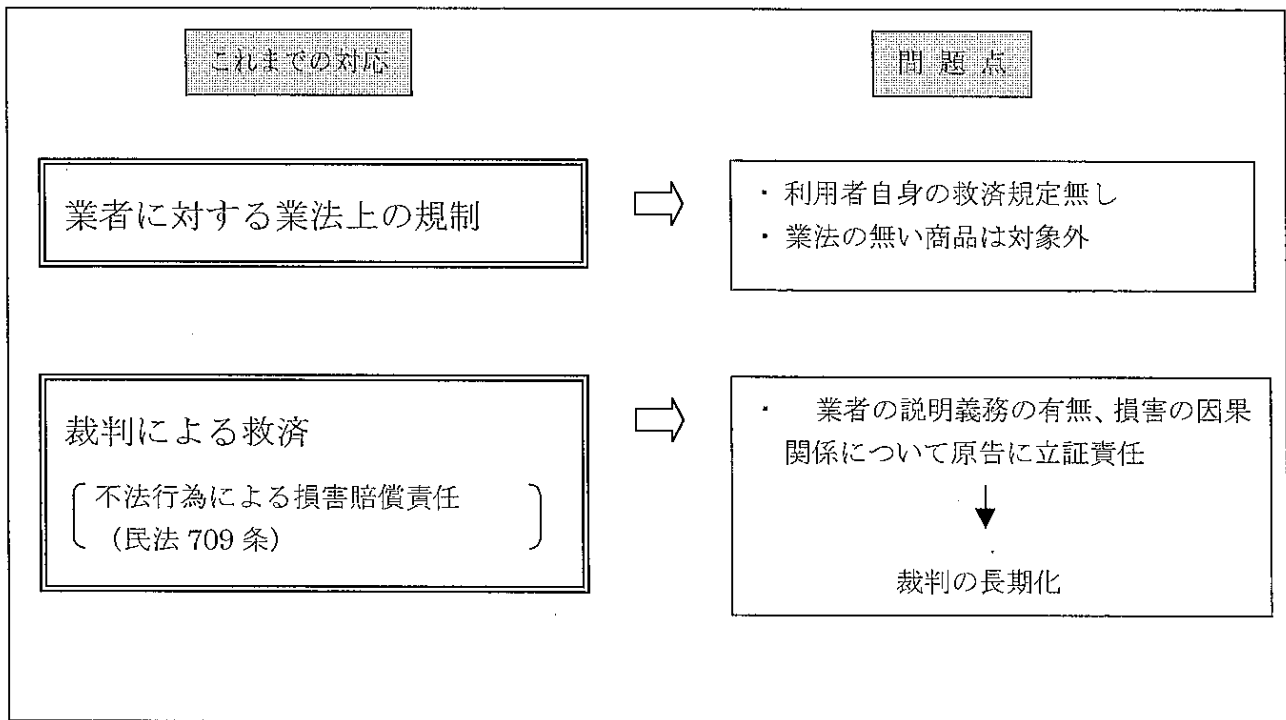 これまでの対応
問題点
業者に対する業法上の規制
・ 利用者自身の救済規定無し
・ 業法の無い商品は対象外
裁判による救済
不法行為による損害賠償責任
（民法 709 条）
・ 業者の説明義務の有無、損害の因果
関係について原告に立証責任
裁判の長期化